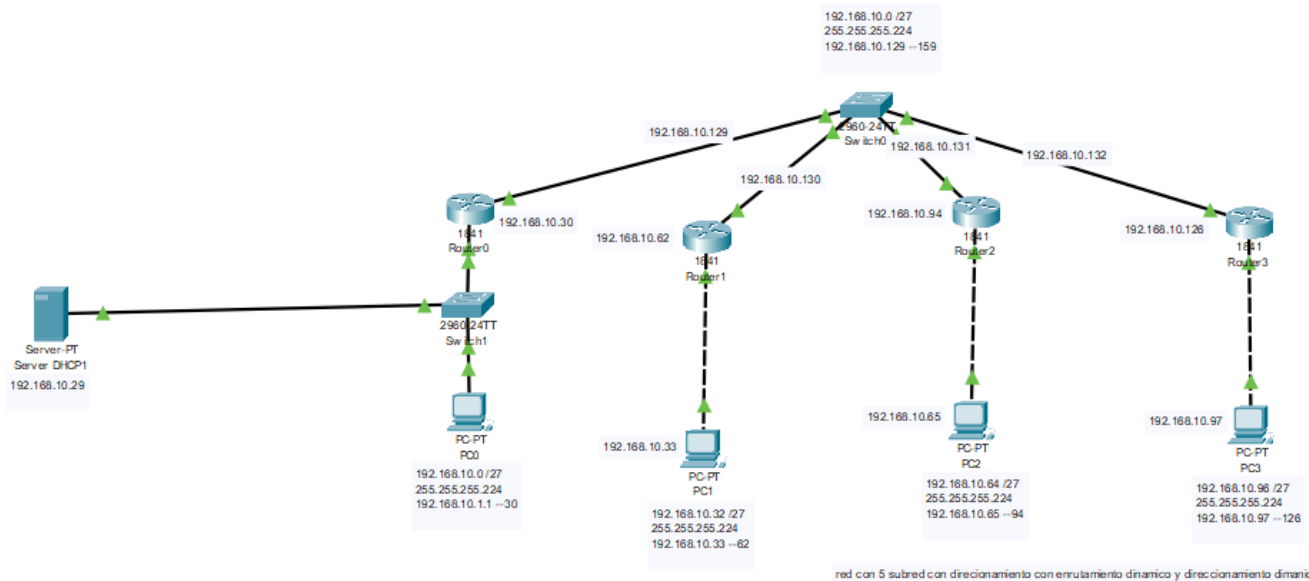 192.168.10.0 /27
255.255.255.224
192.168.10.129 --159
2960-24TT
Switch0
192.168.10.129
192.168.10.130
192.168.10.131
192.168.10.132
192.168.10.30
1841
Router0
192.168.10.62
1841
Router1
192.168.10.94
1841
Router2
192.168.10.126
1841
Router3
2960-24TT
Switch1
Server-PT
Server DHCP1
192.168.10.29
PC-PT
PC0
192.168.10.0 /27
255.255.255.224
192.168.10.1.1 --30
192.168.10.33
PC-PT
PC1
192.168.10.32 /27
255.255.255.224
192.168.10.33 --62
192.168.10.65
PC-PT
PC2
192.168.10.64 /27
255.255.255.224
192.168.10.65 --94
192.168.10.97
PC-PT
PC3
192.168.10.96 /27
255.255.255.224
192.168.10.97 --126
red con 5 subred con direcionamiento con enrutamiento dinamico y direccionamiento